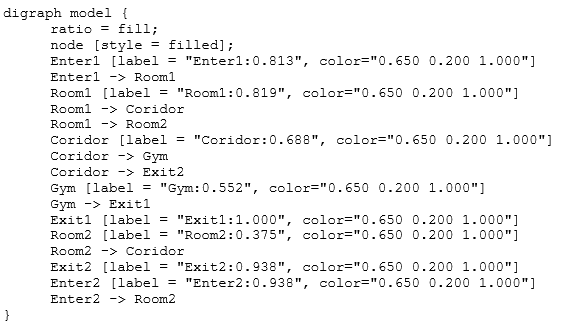 digraph model {
ratio = fill;
node [style = filled];
Enter1 [label = "Enter1:0.813", color="0.650 0.200 1.000"]
Enter1 -> Room1
Room1 [label = "Room1:0.819", color="0.650 0.200 1.000"]
Room1 -> Coridor
Room1 -> Room2
Coridor [label = "Coridor:0.688", color="0.650 0.200 1.000"]
Coridor -> Gym
Coridor -> Exit2
Gym [label = "Gym:0.552", color="0.650 0.200 1.000"]
Gym -> Exit1
Exit1 [label = "Exit1:1.000", color="0.650 0.200 1.000"]
Room2 [label = "Room2:0.375", color="0.650 0.200 1.000"]
Room2 -> Coridor
Exit2 [label = "Exit2:0.938", color="0.650 0.200 1.000"]
Enter2 [label = "Enter2:0.938", color="0.650 0.200 1.000"]
Enter2 -> Room2
}